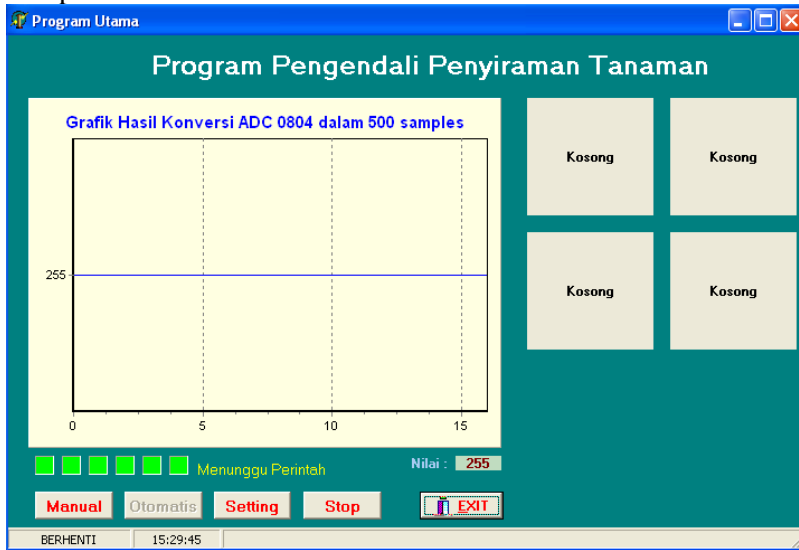 Program Utama
Program Pengendali Penyiraman Tanaman
Grafik Hasil Konversi ADC 0804 dalam 500 samples
255
0 5 10 15
Kosong Kosong
Kosong Kosong
Menunggu Perintah
Nilai : 255
Manual Otomatis Setting Stop EXIT
BERHENTI 15:29:45